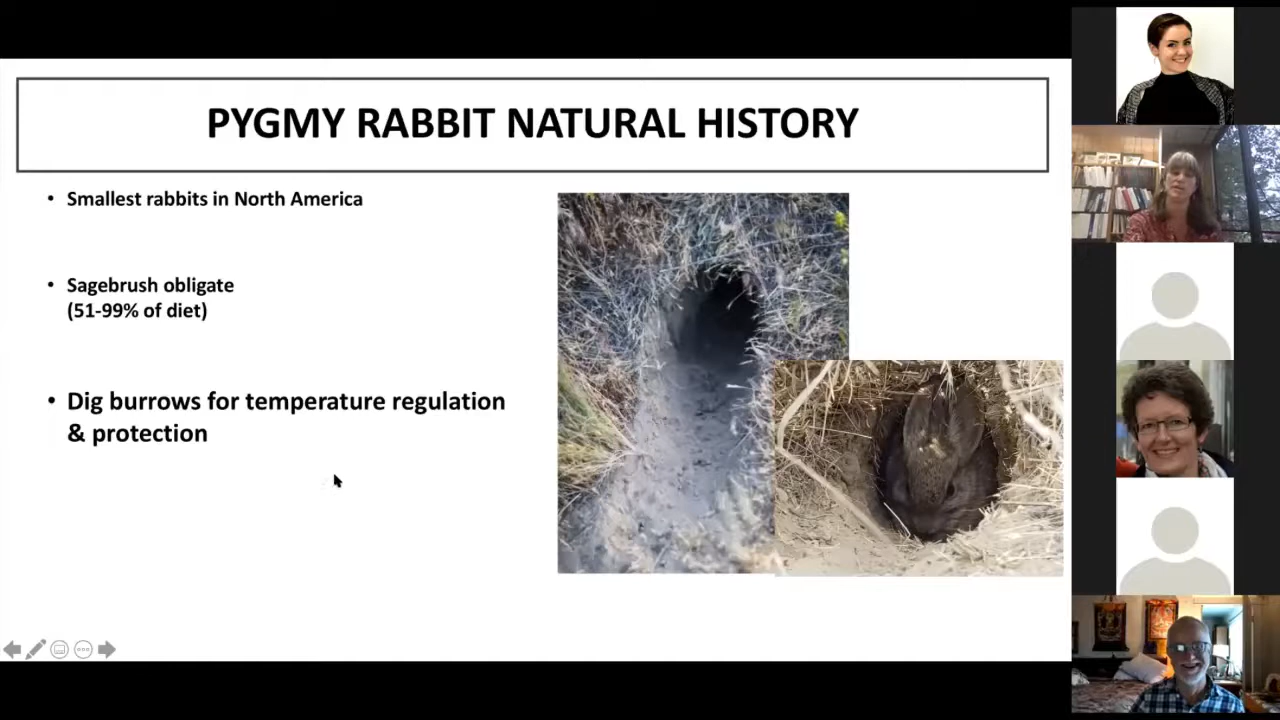 PYGMY RABBIT NATURAL HISTORY
• Smallest rabbits in North America
• Sagebrush obligate
(51-99% of diet)
• Dig burrows for temperature regulation
& protection